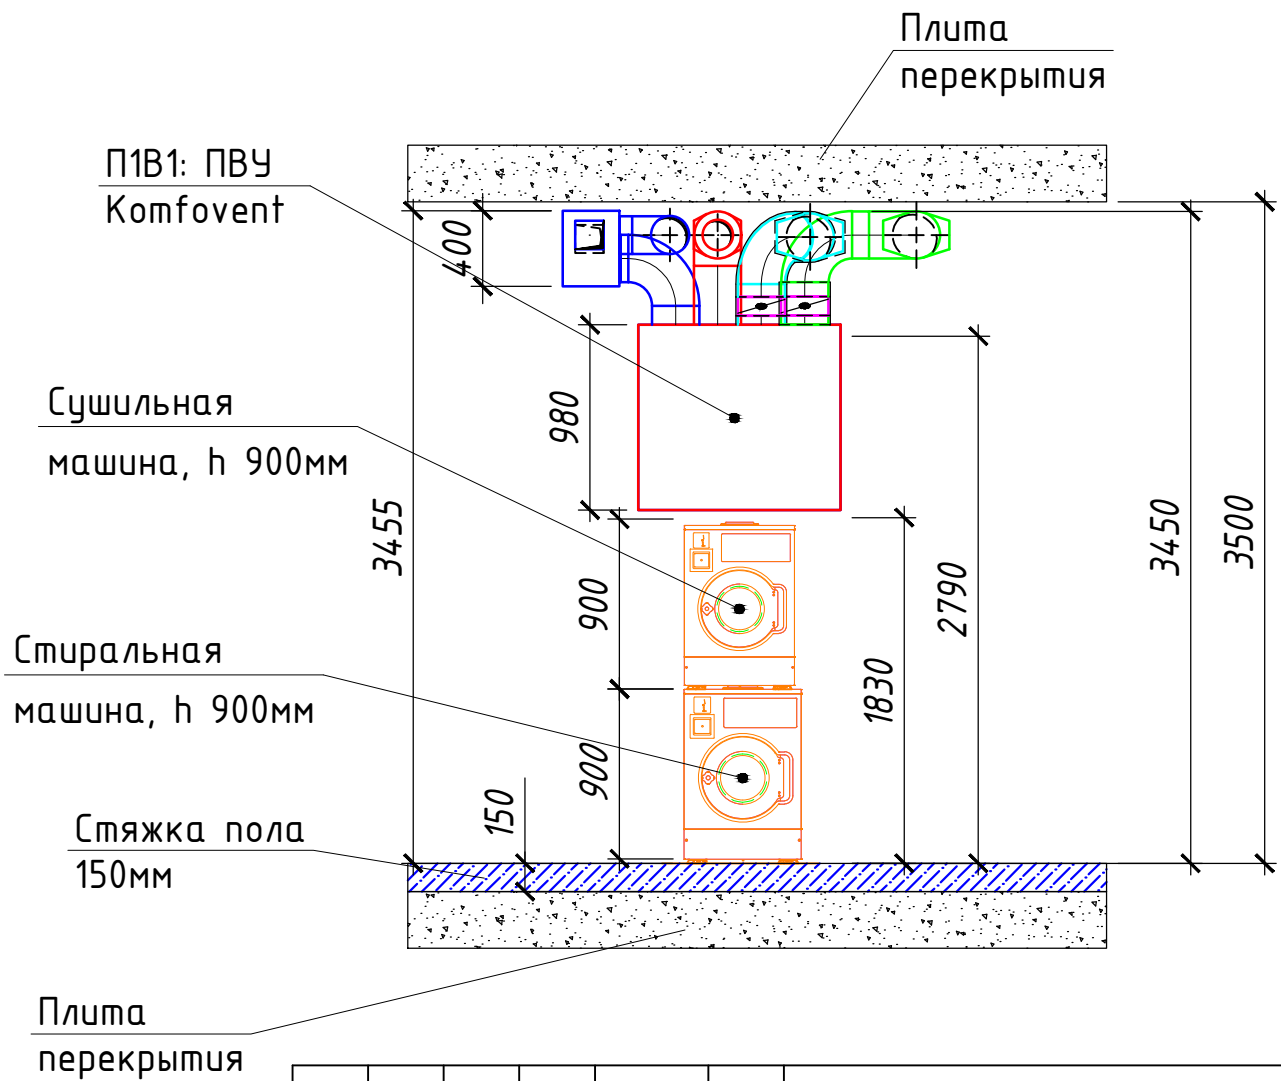 Плита
перекрытия
П1В1: ПВУ
Komfovent
400
Сушильная
машина, h 900мм
980
3455
900
2790
3450
3500
Стиральная
машина, h 900мм
1830
900
150
Стяжка пола
150мм
Плита
перекрытия